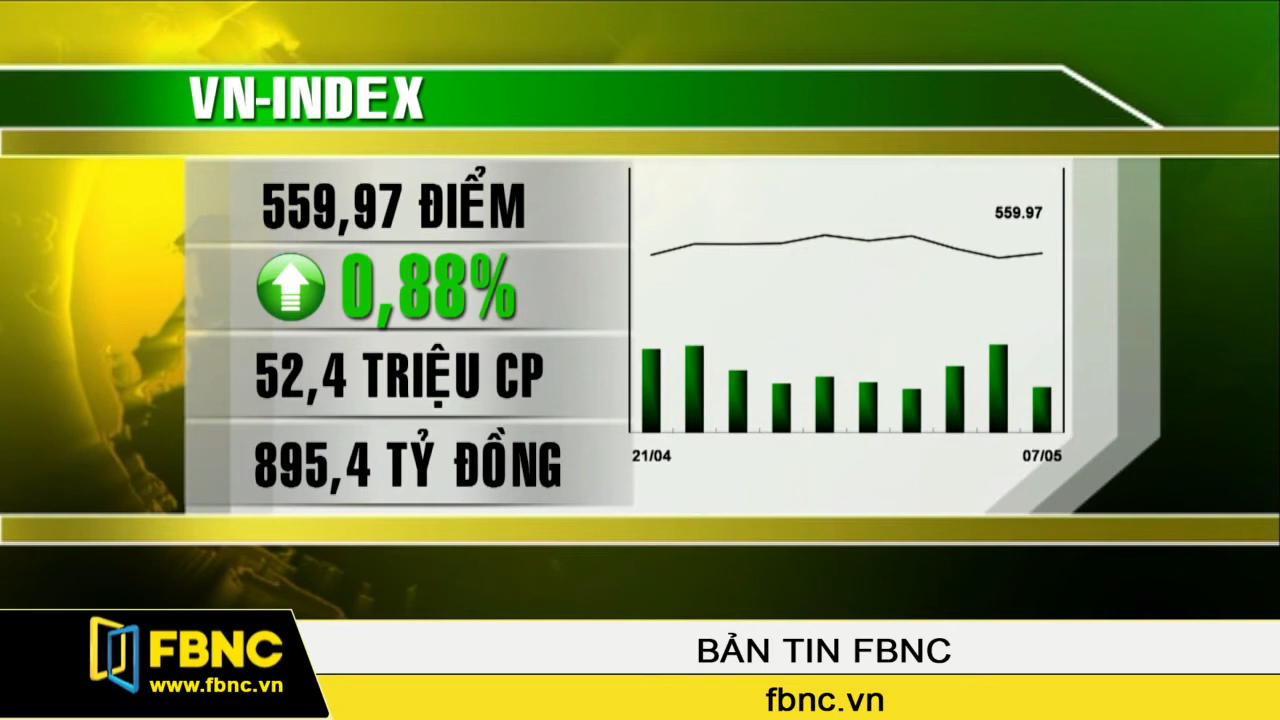 VN-INDEX
559,97 ĐIỂM
0,88%
52,4 TRIỆU CP
895,4 TỶ ĐỒNG
559.97
21/04
07/05
FBNC
www.fbnc.vn
BẢN TIN FBNC
fbnc.vn